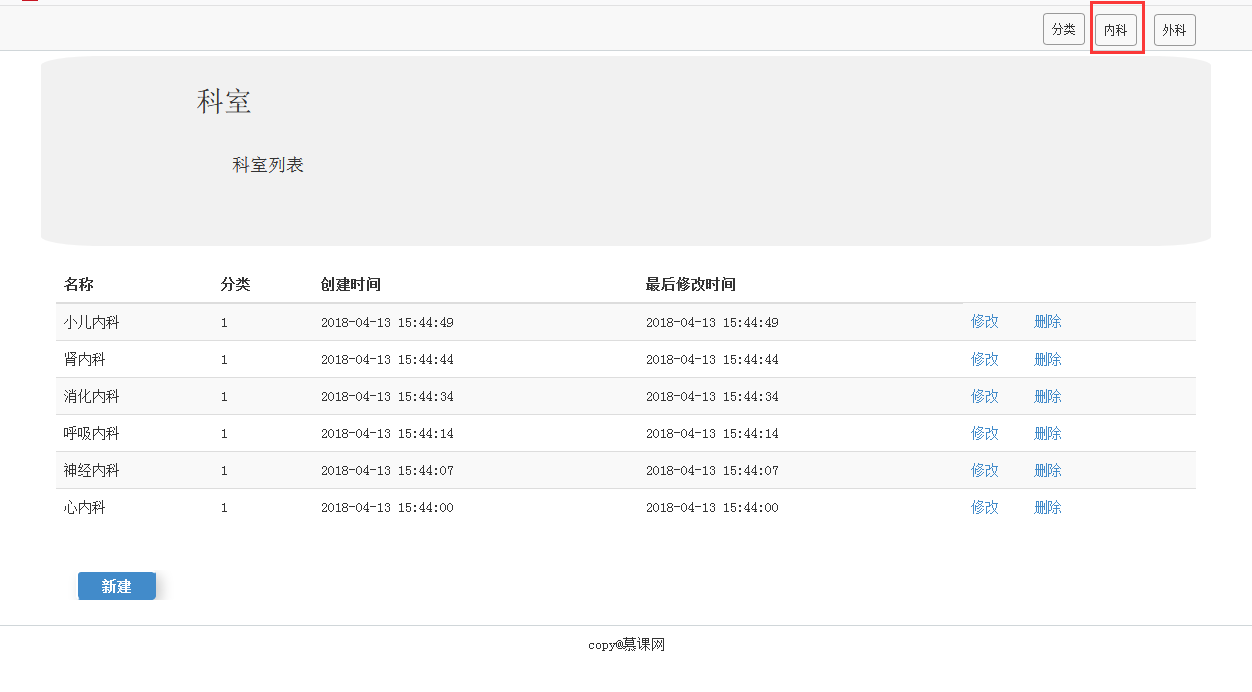 分类 内科 外科
科室
科室列表
名称 分类 创建时间 最后修改时间
小儿内科 1 2018-04-13 15:44:49 2018-04-13 15:44:49 修改 删除
肾内科 1 2018-04-13 15:44:44 2018-04-13 15:44:44 修改 删除
消化内科 1 2018-04-13 15:44:34 2018-04-13 15:44:34 修改 删除
呼吸内科 1 2018-04-13 15:44:14 2018-04-13 15:44:14 修改 删除
神经内科 1 2018-04-13 15:44:07 2018-04-13 15:44:07 修改 删除
心内科 1 2018-04-13 15:44:00 2018-04-13 15:44:00 修改 删除
新建
copy@慕课网